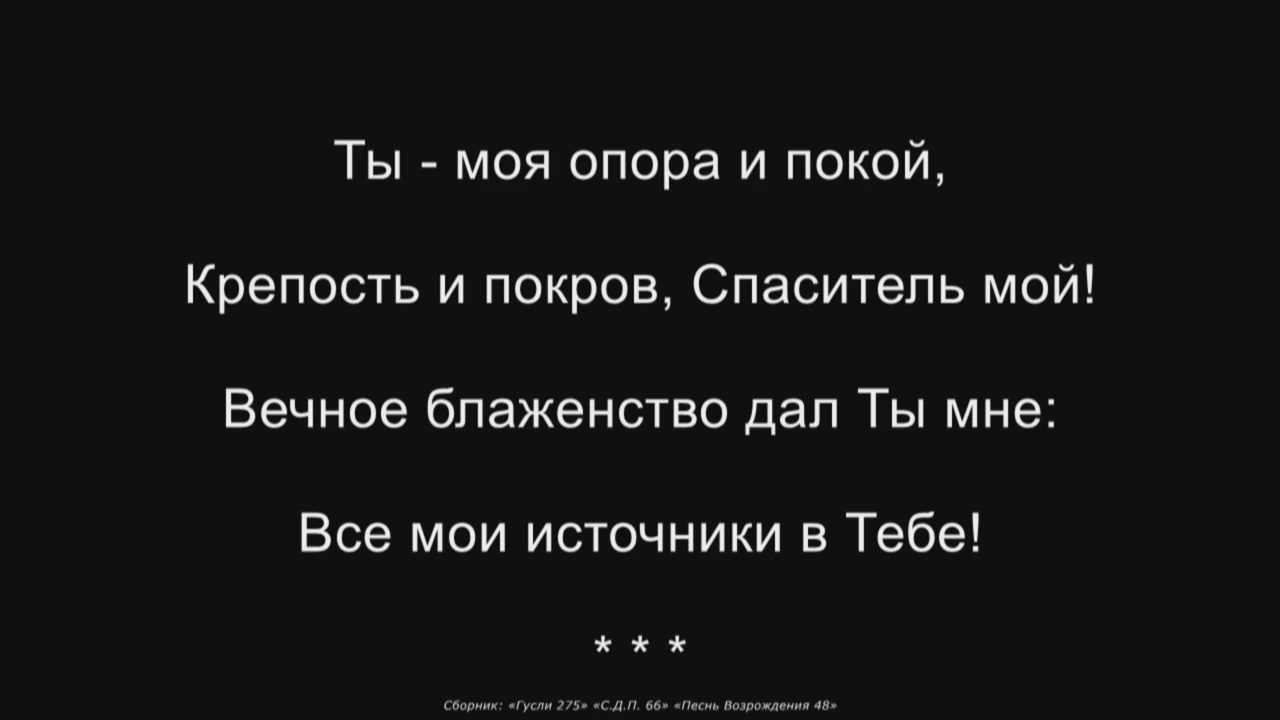 Ты - моя опора и покой,
Крепость и покров, Спаситель мой!
Вечное блаженство дал Ты мне:
Все мои источники в Тебе!
* * *
Сборник: «Гусли 275» «С.Д.П. 66» «Песнь Возрождения 48»